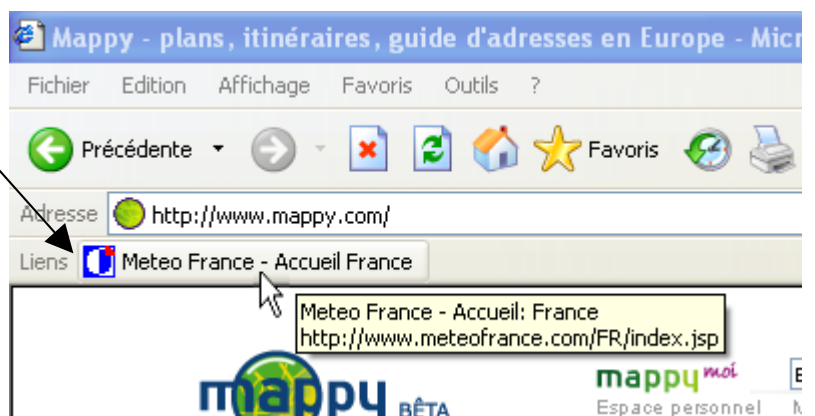 Mappy - plans, itinéraires, guide d'adresses en Europe - Micr
Fichier Edition Affichage Favoris Outils ?
Précédente Favoris
Adresse http://www.mappy.com/
Liens Meteo France - Accueil France
Meteo France - Accueil: France
http://www.meteofrance.com/FR/index.jsp
mappy BÊTA
mappy moi
Espace personnel